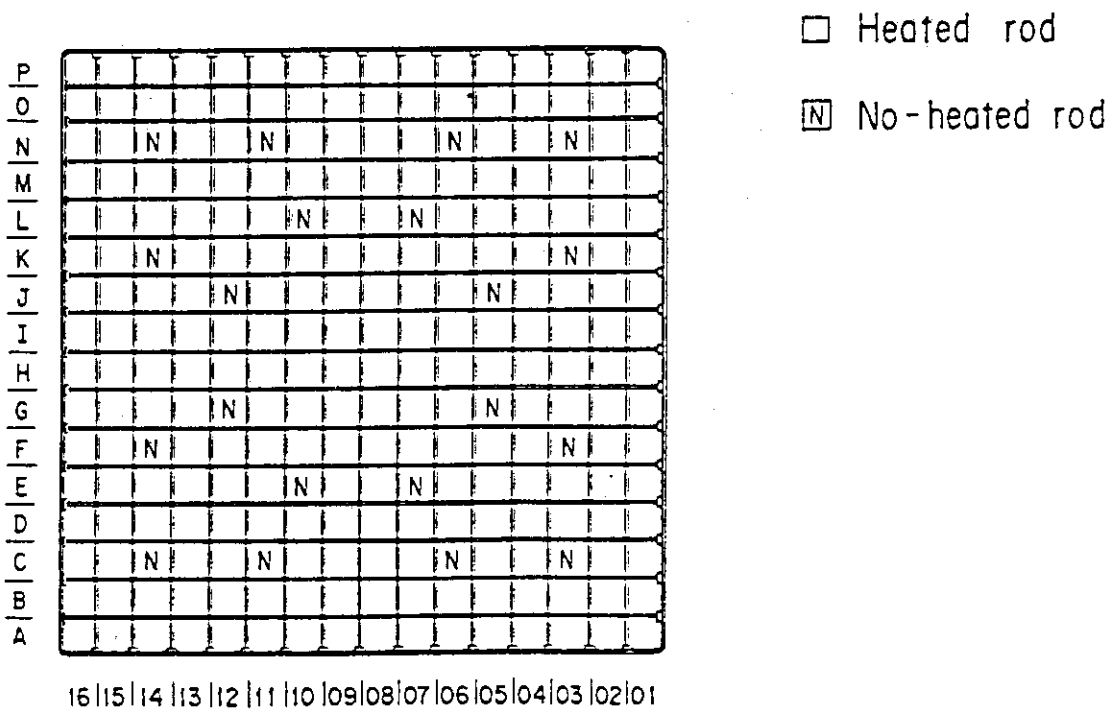 Heated rod
N No-heated rod
P
O
N N N N N
M
L N N
K N N
J N N
I
H
G N N
F N N
E N N
D
C N N N N
B
A
16|15|14|13|12|11|10|09|08|07|06|05|04|03|02|01